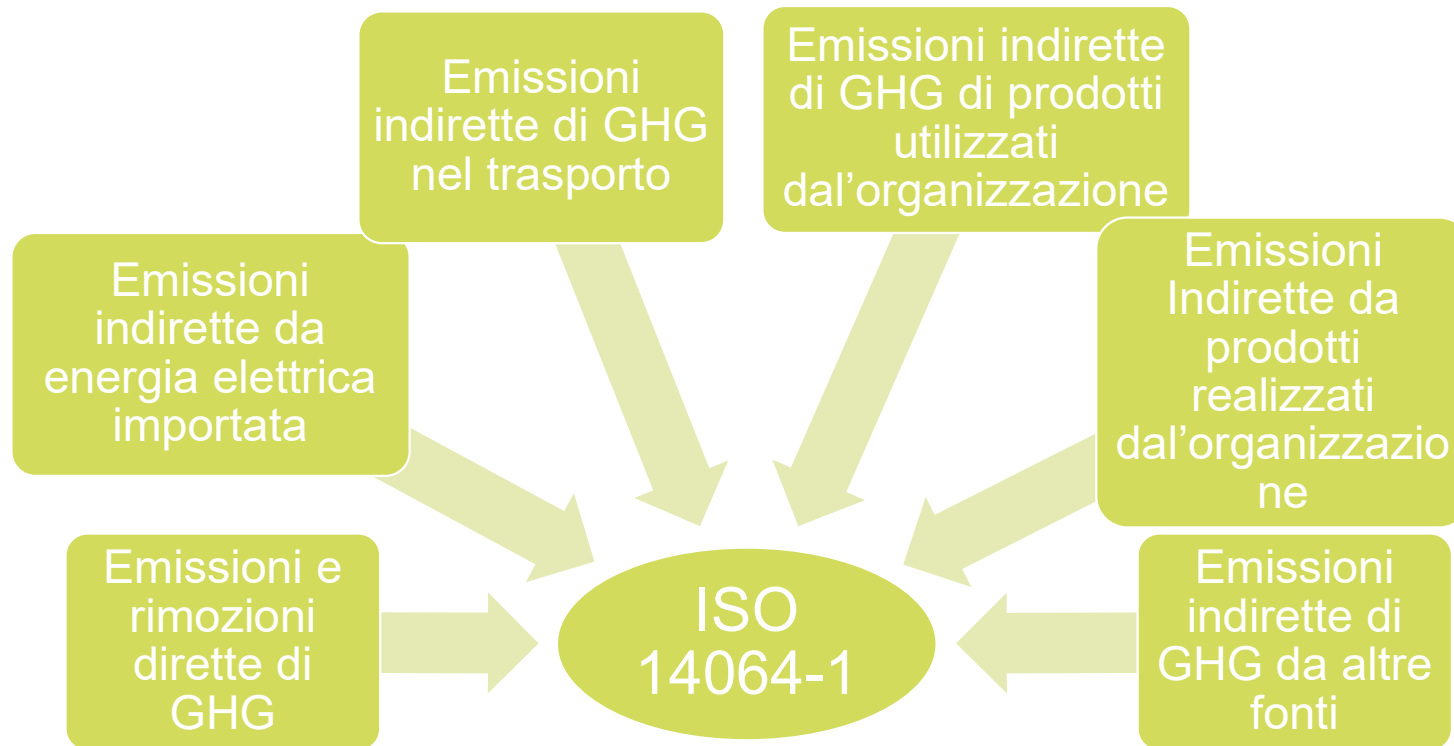 Emissioni
indirette di GHG
nel trasporto
Emissioni indirette
di GHG di prodotti
utilizzati
dal’organizzazione
Emissioni
indirette da
energia elettrica
importata
Emissioni
Indirette da
prodotti
realizzati
dal’organizzazio
ne
Emissioni e
rimozioni
dirette di
GHG
ISO
14064-1
Emissioni
indirette di
GHG da altre
fonti